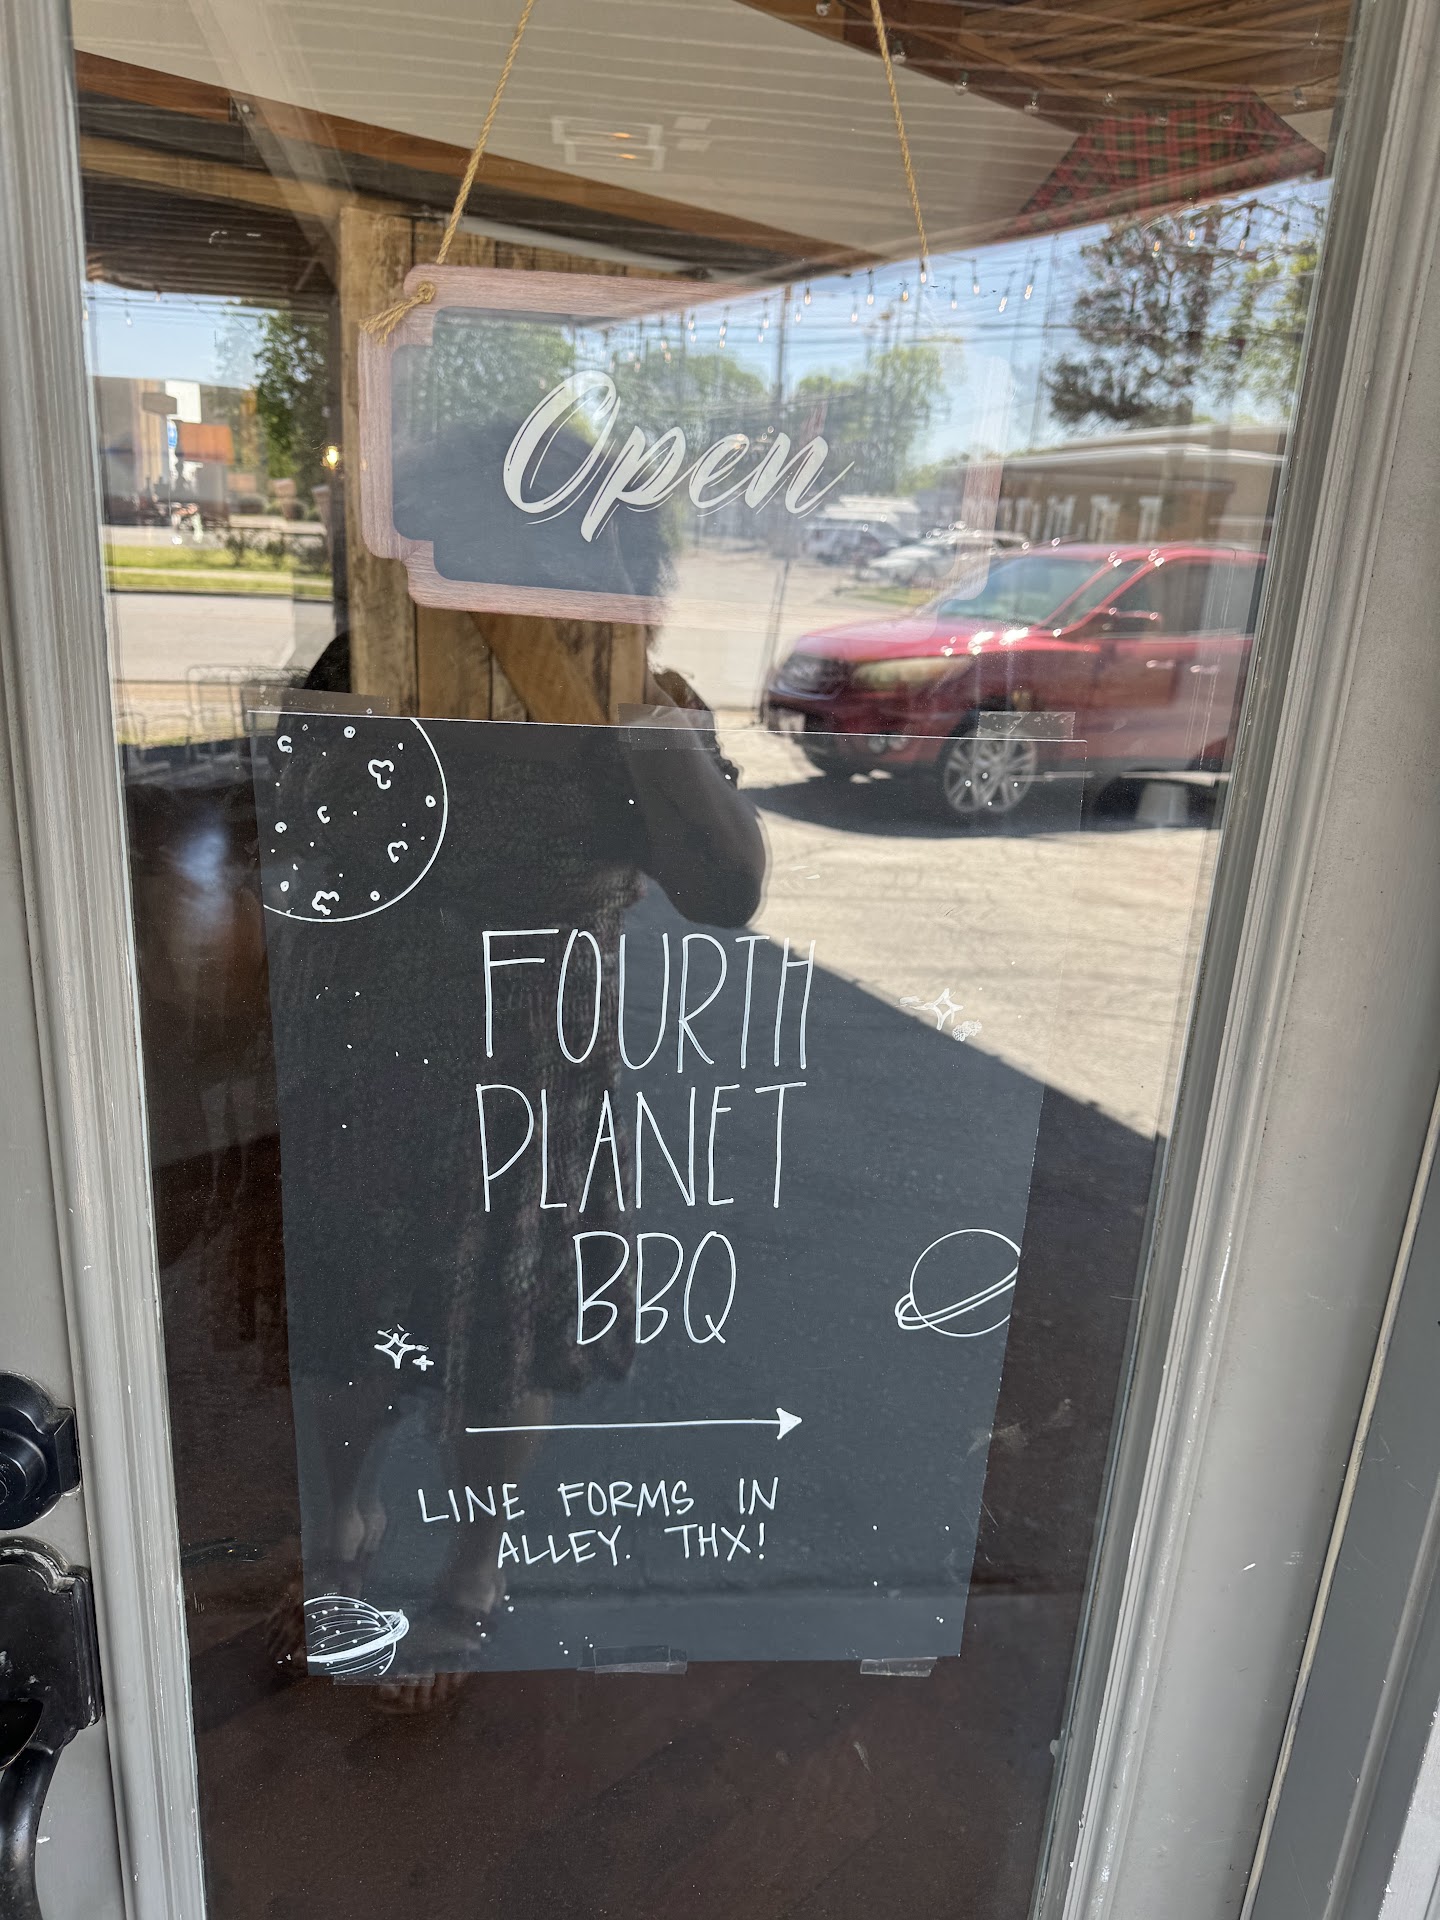 Open
FOURTH
PLANET
BBQ
LINE FORMS IN
ALLEY. THX!